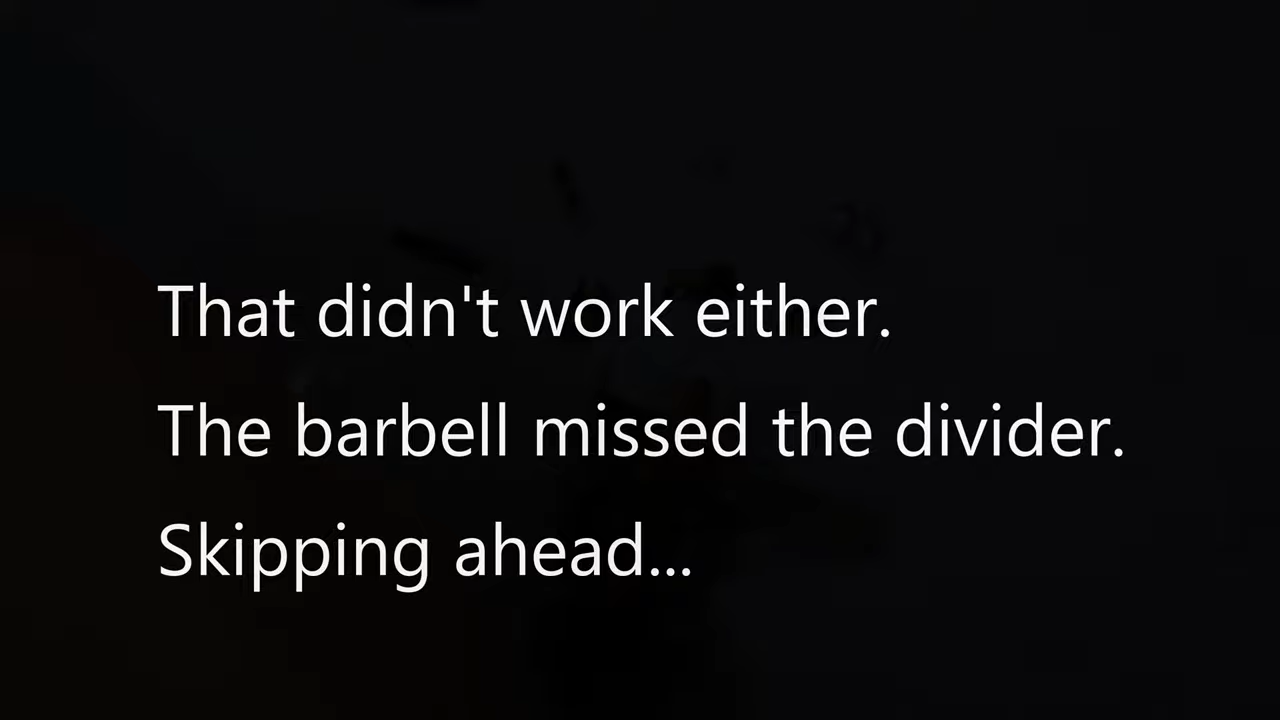 That didn't work either.
The barbell missed the divider.
Skipping ahead...